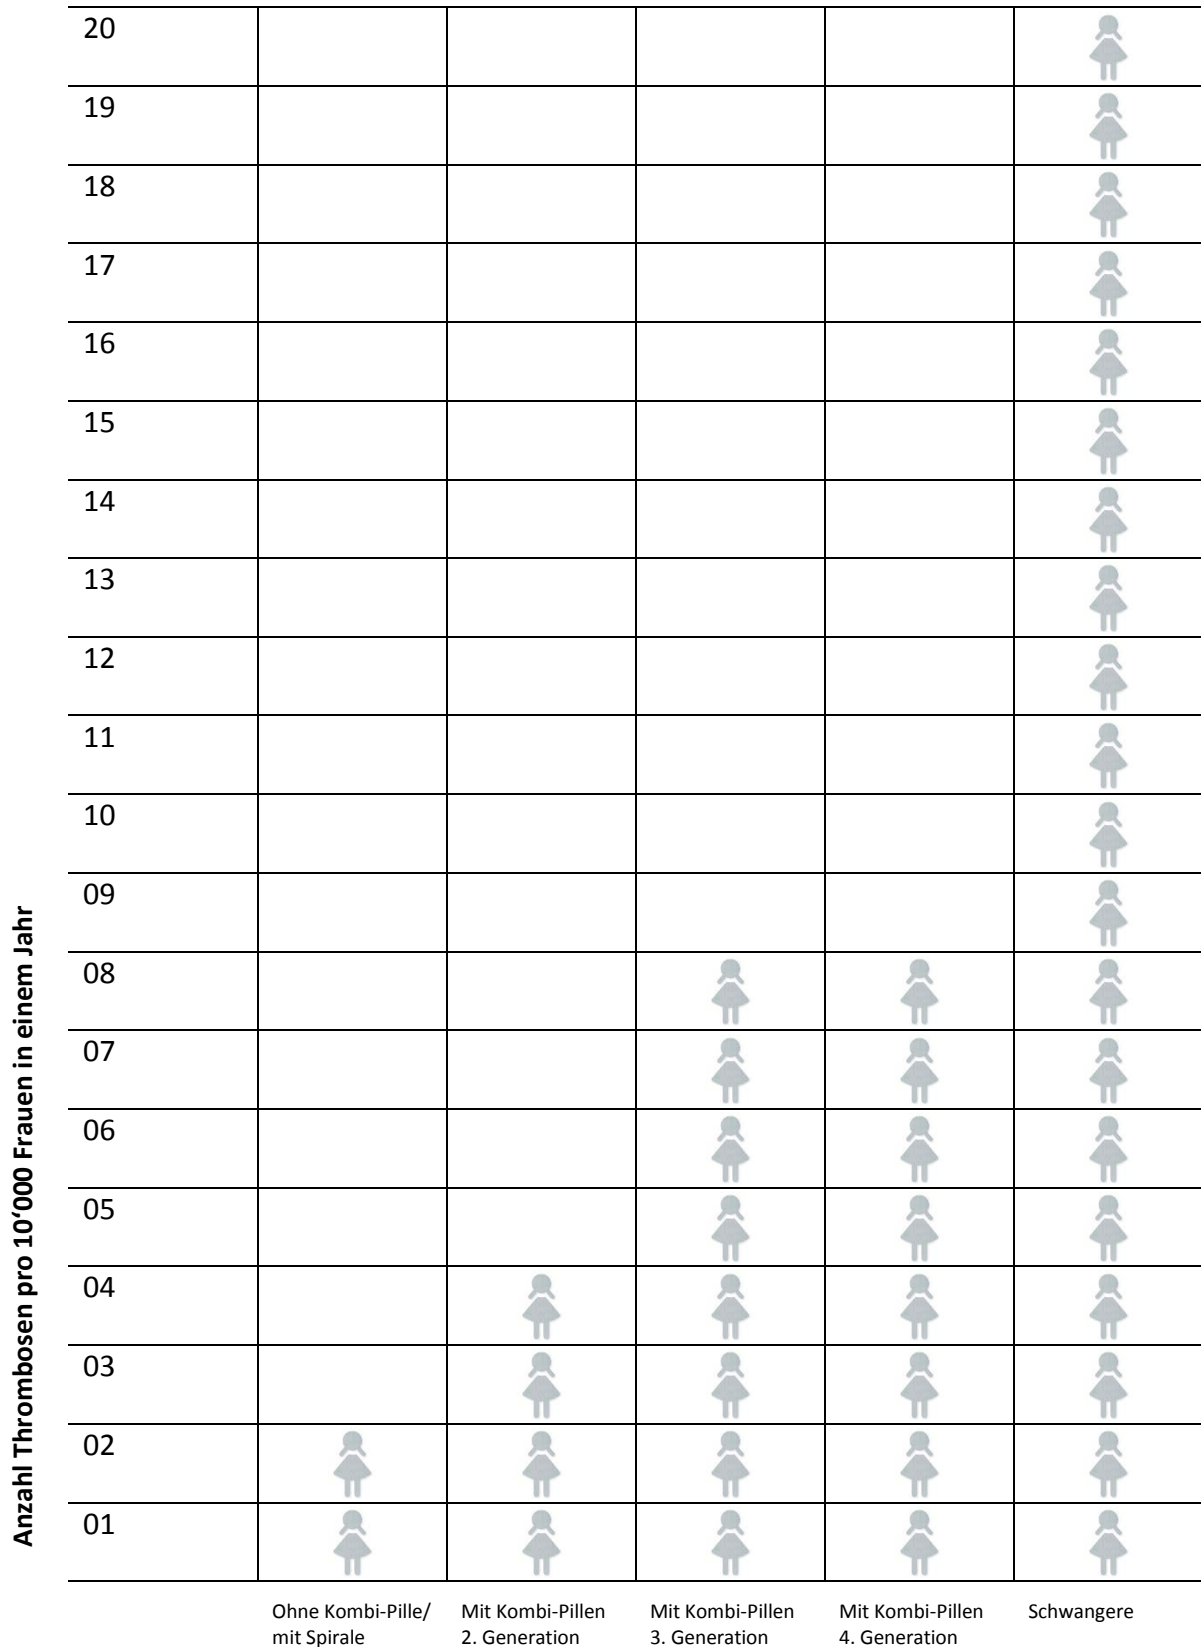 20
19
18
17
16
15
14
13
12
11
10
09
08
07
06
05
04
03
02
01
Anzahl Thrombosen pro 10‘000 Frauen in einem Jahr
Ohne Kombi-Pille/
mit Spirale
Mit Kombi-Pillen
2. Generation
Mit Kombi-Pillen
3. Generation
Mit Kombi-Pillen
4. Generation
Schwangere